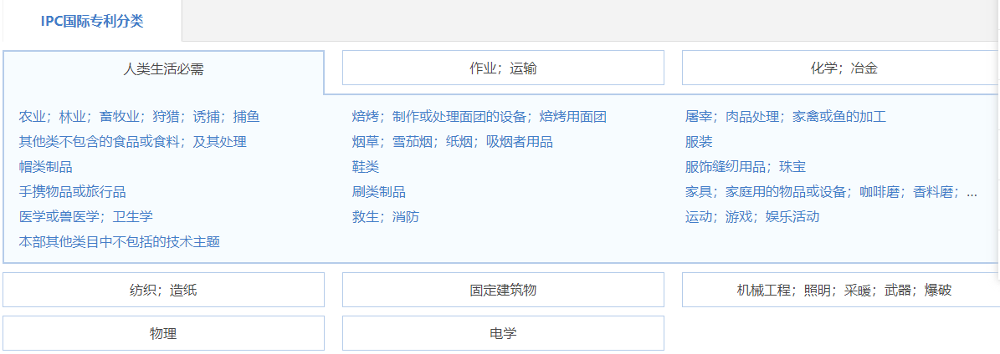 IPC国际专利分类
人类生活必需
作业；运输
化学；冶金
农业；林业；畜牧业；狩猎；诱捕；捕鱼
焙烤；制作或处理面团的设备；焙烤用面团
屠宰；肉品处理；家禽或鱼的加工
其他类不包含的食品或食料；及其处理
烟草；雪茄烟；纸烟；吸烟者用品
服装
帽类制品
鞋类
服饰缝纫用品；珠宝
手携物品或旅行品
刷类制品
家具；家庭用的物品或设备；咖啡磨；香料磨；...
医学或兽医学；卫生学
救生；消防
运动；游戏；娱乐活动
本部其他类目中不包括的技术主题
纺织；造纸
固定建筑物
机械工程；照明；采暖；武器；爆破
物理
电学